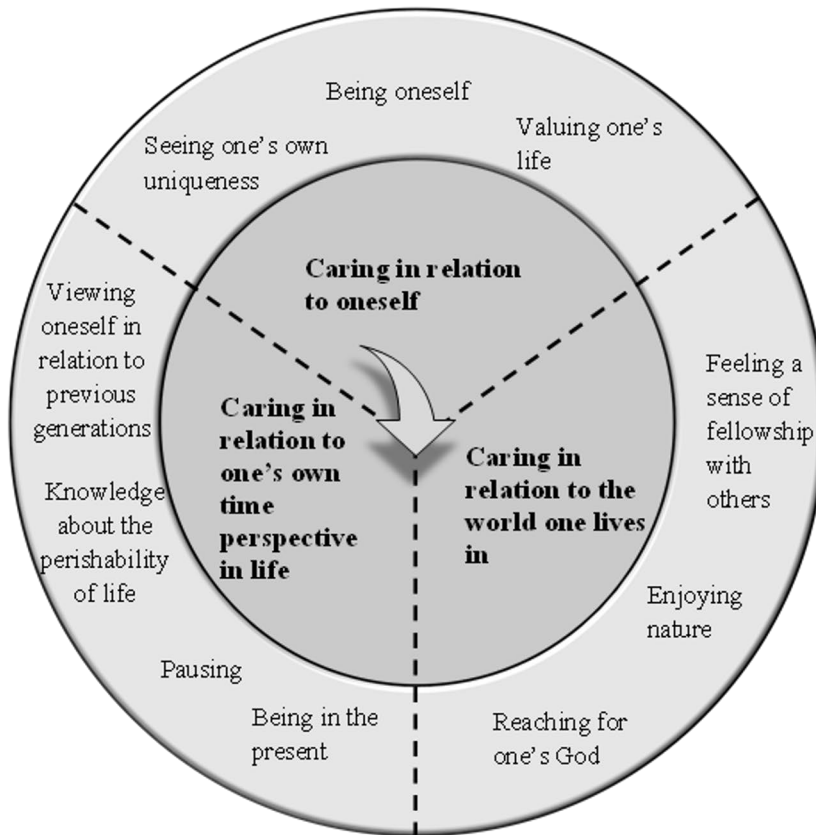 Being oneself
Seeing one's own
uniqueness
Valuing one's
life
Caring in relation
to oneself
Viewing
oneself in
relation to
previous
generations
Knowledge
about the
perishability
of life
Pausing
Being in the
present
Caring in
relation to
one's own
time
perspective
in life
Caring in
relation to the
world one lives
in
Feeling a
sense of
fellowship
with
others
Enjoying
nature
Reaching for
one's God